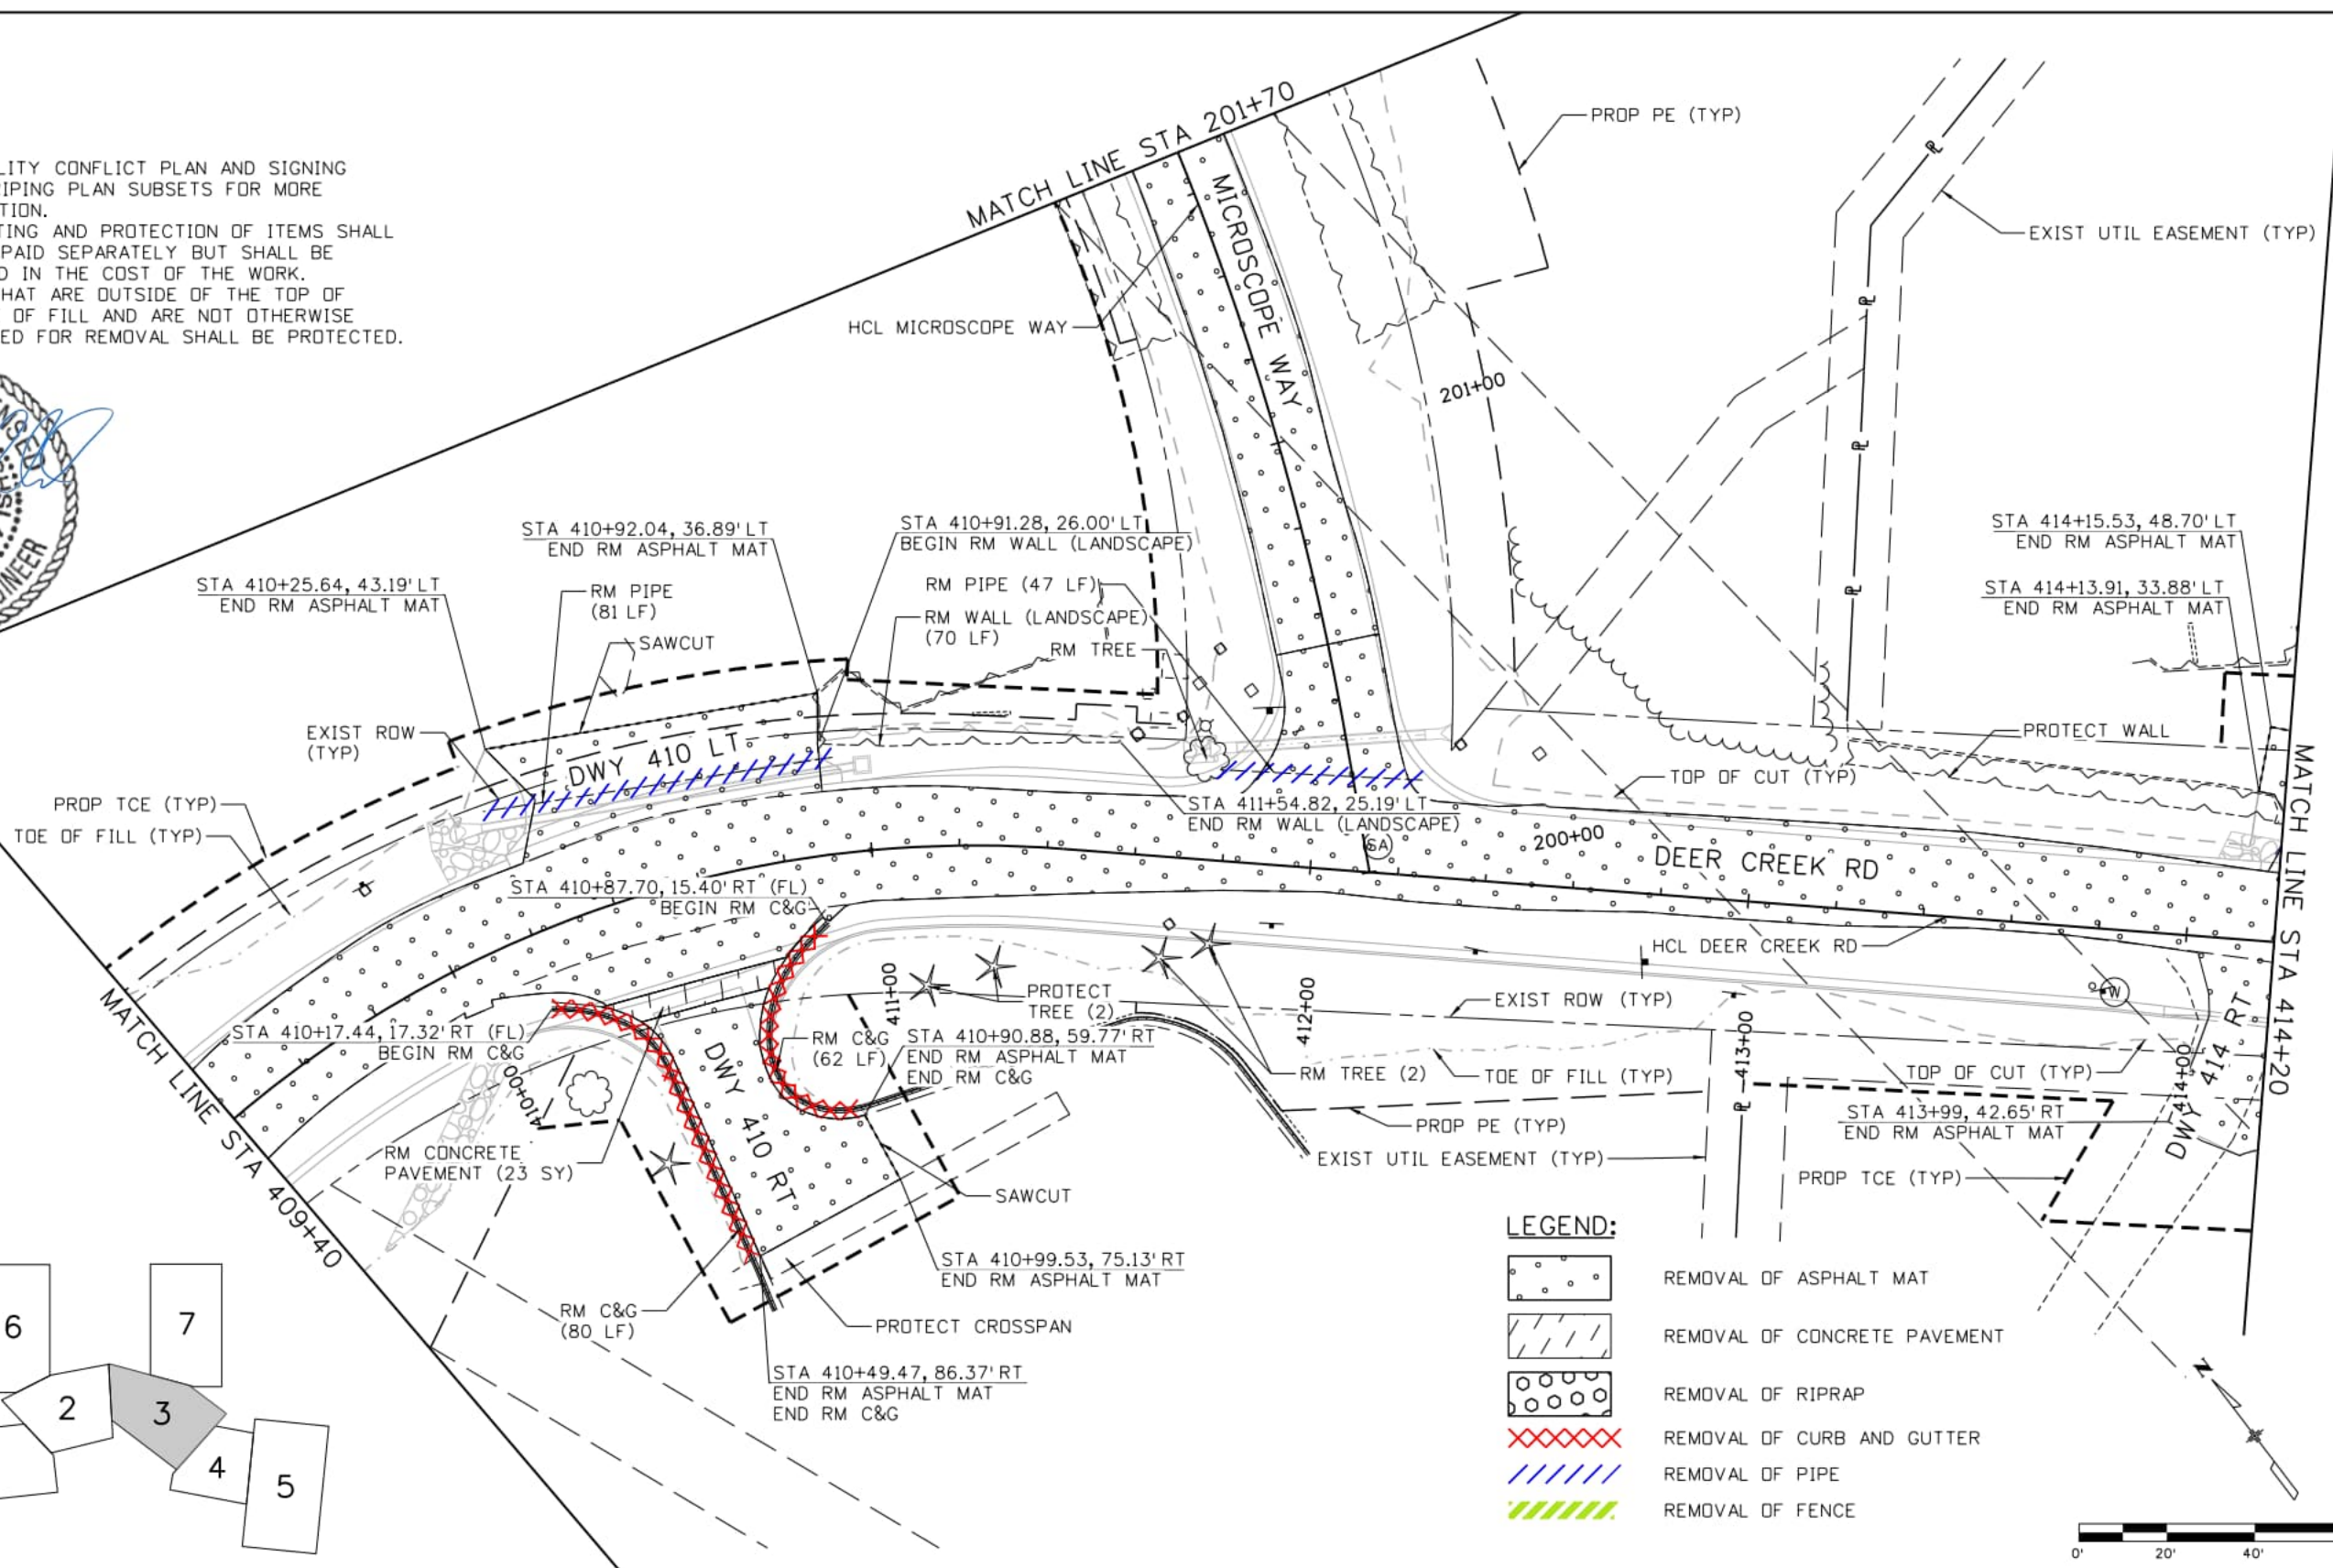 LITY CONFLICT PLAN AND SIGNING
IPING PLAN SUBSETS FOR MORE
TION.
TING AND PROTECTION OF ITEMS SHALL
PAID SEPARATELY BUT SHALL BE
D IN THE COST OF THE WORK.
HAT ARE OUTSIDE OF THE TOP OF
OF FILL AND ARE NOT OTHERWISE
ED FOR REMOVAL SHALL BE PROTECTED.
NSED
INEER
MATCH LINE STA 201+70
MICROSCOPE WAY
HCL MICROSCOPE WAY
PROP PE (TYP)
EXIST UTIL EASEMENT (TYP)
PL
PL
PL
PL
201+00
STA 410+92.04, 36.89' LT
END RM ASPHALT MAT
STA 410+91.28, 26.00' LT
BEGIN RM WALL (LANDSCAPE)
STA 414+15.53, 48.70' LT
END RM ASPHALT MAT
STA 410+25.64, 43.19' LT
END RM ASPHALT MAT
RM PIPE
(81 LF)
RM PIPE (47 LF)
RM WALL (LANDSCAPE)
(70 LF)
STA 414+13.91, 33.88' LT
END RM ASPHALT MAT
SAWCUT
RM TREE
EXIST ROW
(TYP)
DWY 410 LT
PROTECT WALL
TOP OF CUT (TYP)
PROP TCE (TYP)
TOE OF FILL (TYP)
STA 411+54.82, 25.19' LT
END RM WALL (LANDSCAPE)
SA
200+00
DEER CREEK RD
MATCH LINE STA 414+20
STA 410+87.70, 15.40' RT (FL)
BEGIN RM C&G
HCL DEER CREEK RD
MATCH LINE STA 409+40
STA 410+17.44, 17.32' RT (FL)
BEGIN RM C&G
410+00
411+00
412+00
413+00
414+00
PL
W
PROTECT
TREE (2)
EXIST ROW (TYP)
RM C&G
(62 LF)
STA 410+90.88, 59.77' RT
END RM ASPHALT MAT
END RM C&G
RM TREE (2)
TOE OF FILL (TYP)
TOP OF CUT (TYP)
DWY 410 RT
DWY 414 RT
PROP PE (TYP)
STA 413+99, 42.65' RT
END RM ASPHALT MAT
RM CONCRETE
PAVEMENT (23 SY)
EXIST UTIL EASEMENT (TYP)
PROP TCE (TYP)
SAWCUT
STA 410+99.53, 75.13' RT
END RM ASPHALT MAT
RM C&G
(80 LF)
PROTECT CROSSPAN
STA 410+49.47, 86.37' RT
END RM ASPHALT MAT
END RM C&G
LEGEND:
REMOVAL OF ASPHALT MAT
REMOVAL OF CONCRETE PAVEMENT
REMOVAL OF RIPRAP
REMOVAL OF CURB AND GUTTER
REMOVAL OF PIPE
REMOVAL OF FENCE
6
7
2
3
4
5
N
0'
20'
40'